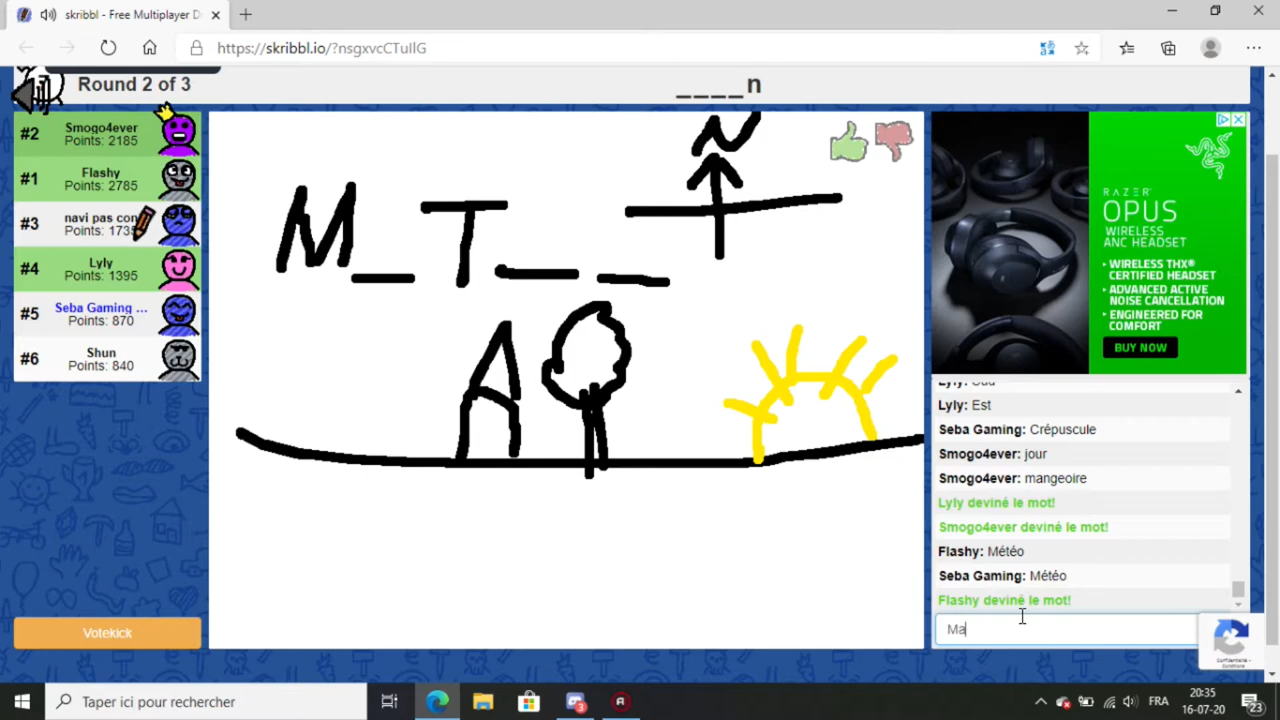 skribbl - Free Multiplayer D
https://skribbl.io/?nsgxvcCTuIlG
Round 2 of 3
____n
#2 Smogo4ever
Points: 2185
#1 Flashy
Points: 2785
#3 navi pas con
Points: 1735
#4 Lyly
Points: 1395
#5 Seba Gaming ...
Points: 870
#6 Shun
Points: 840
Votekick
N
M_T_ _
A
RAZER
OPUS
WIRELESS
ANC HEADSET
THX®
CERTIFIED HEADSET
ADVANCED ACTIVE
NOISE CANCELLATION
ENGINEERED FOR
COMFORT
BUY NOW
Lyly: Est
Seba Gaming: Crépuscule
Smogo4ever: jour
Smogo4ever: mangeoire
Lyly deviné le mot!
Smogo4ever deviné le mot!
Flashy: Météo
Seba Gaming: Météo
Flashy deviné le mot!
Ma
Taper ici pour rechercher
3
FRA
20:35
16-07-20
23